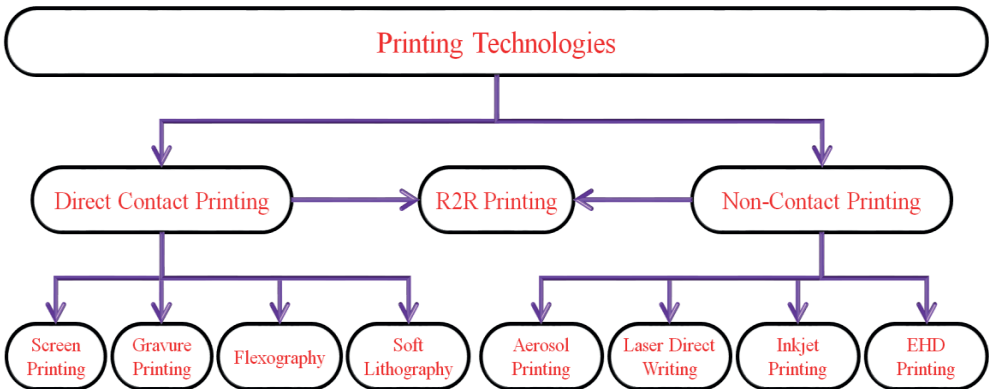 Printing Technologies
Direct Contact Printing
R2R Printing
Non-Contact Printing
Screen
Printing
Gravure
Printing
Flexography
Soft
Lithography
Aerosol
Printing
Laser Direct
Writing
Inkjet
Printing
EHD
Printing